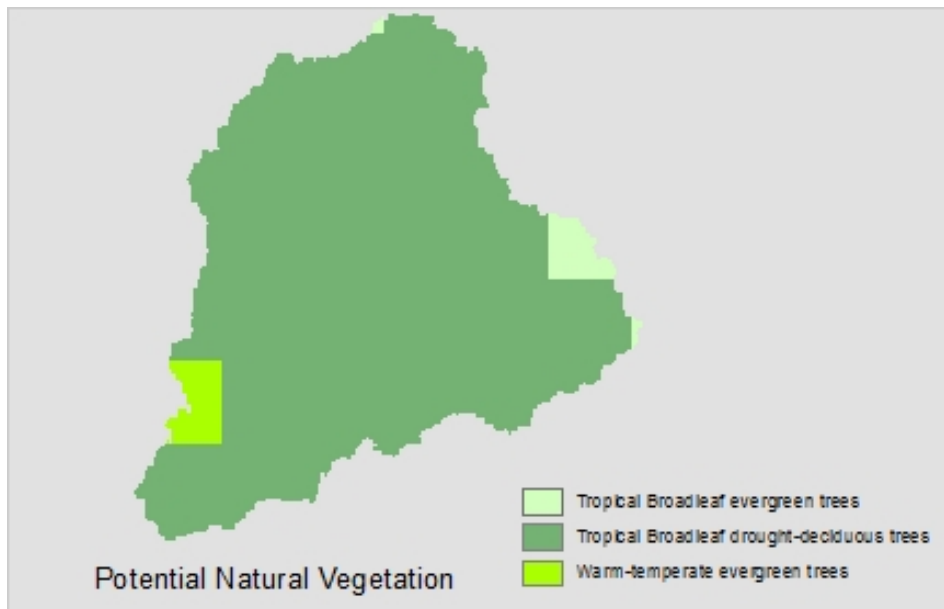 Tropical Broadleaf evergreen trees
Tropical Broadleaf drought-deciduous trees
Warm-temperate evergreen trees
Potential Natural Vegetation